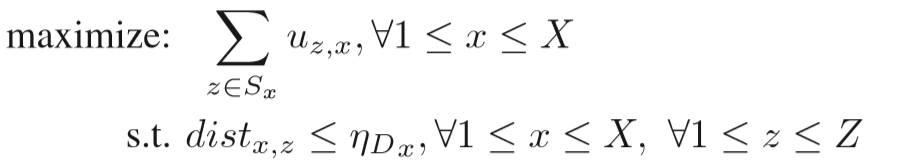 maximize: ∑_{z∈S_x} u_{z,x}, ∀1 ≤ x ≤ X
s.t. dist_{x,z} ≤ η_{D_x}, ∀1 ≤ x ≤ X, ∀1 ≤ z ≤ Z